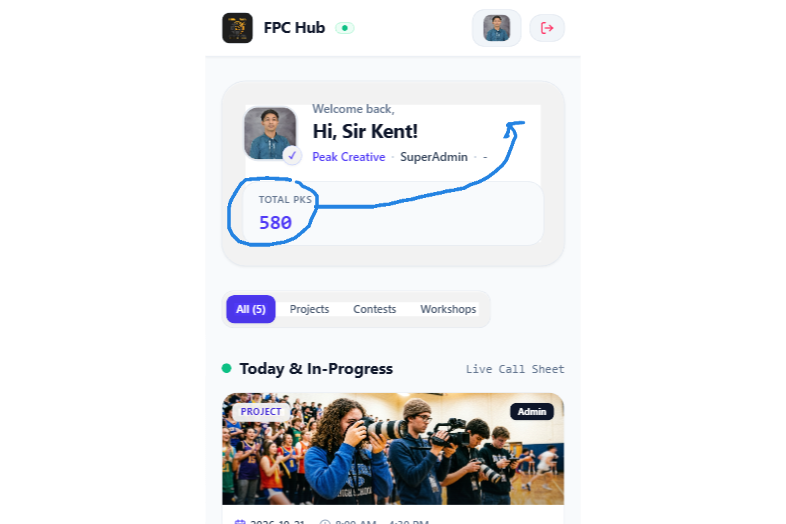 FPC Hub
Welcome back,
Hi, Sir Kent!
Peak Creative · SuperAdmin · -
TOTAL PKS
580
All (5) Projects Contests Workshops
Today & In-Progress Live Call Sheet
PROJECT Admin